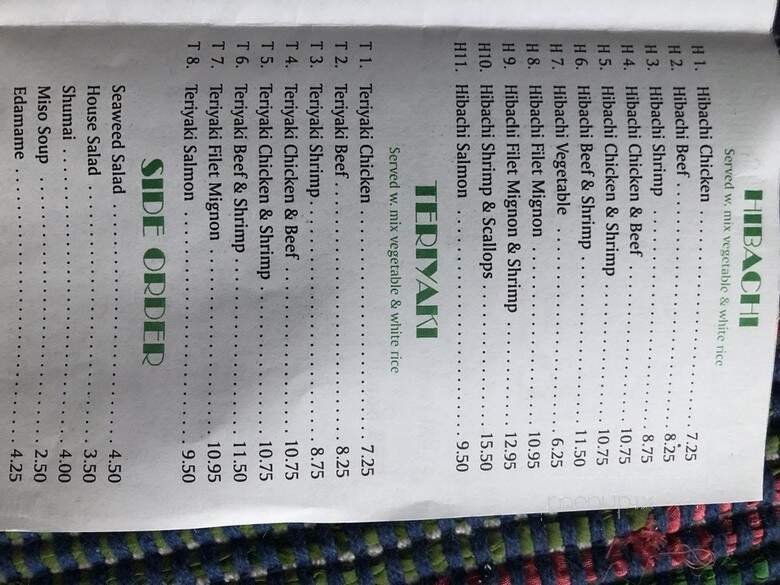 HIBACHI
Served w. mix vegetable & white rice
H 1. Hibachi Chicken . . . . . . . . . . . . . . . . . . . . . . . . . . 7.25
H 2. Hibachi Beef . . . . . . . . . . . . . . . . . . . . . . . . . . 8.25
H 3. Hibachi Shrimp . . . . . . . . . . . . . . . . . . . . . . . . . . 8.75
H 4. Hibachi Chicken & Beef . . . . . . . . . . . . . . . . . . . . 10.75
H 5. Hibachi Chicken & Shrimp . . . . . . . . . . . . . . . . . . 10.75
H 6. Hibachi Beef & Shrimp . . . . . . . . . . . . . . . . . . . . 11.50
H 7. Hibachi Vegetable . . . . . . . . . . . . . . . . . . . . . . . . 6.25
H 8. Hibachi Filet Mignon . . . . . . . . . . . . . . . . . . . . . 10.95
H 9. Hibachi Filet Mignon & Shrimp . . . . . . . . . . . . . 12.95
H10. Hibachi Shrimp & Scallops . . . . . . . . . . . . . . . . . 15.50
H11. Hibachi Salmon . . . . . . . . . . . . . . . . . . . . . . . . . . 9.50
TERIYAKI
Served w. mix vegetable & white rice
T 1. Teriyaki Chicken . . . . . . . . . . . . . . . . . . . . . . . . . 7.25
T 2. Teriyaki Beef . . . . . . . . . . . . . . . . . . . . . . . . . . . . 8.25
T 3. Teriyaki Shrimp . . . . . . . . . . . . . . . . . . . . . . . . . . 8.75
T 4. Teriyaki Chicken & Beef . . . . . . . . . . . . . . . . . . . 10.75
T 5. Teriyaki Chicken & Shrimp . . . . . . . . . . . . . . . . . 10.75
T 6. Teriyaki Beef & Shrimp . . . . . . . . . . . . . . . . . . . . 11.50
T 7. Teriyaki Filet Mignon . . . . . . . . . . . . . . . . . . . . . 10.95
T 8. Teriyaki Salmon . . . . . . . . . . . . . . . . . . . . . . . . . . 9.50
SIDE ORDER
Seaweed Salad . . . . . . . . . . . . . . . . . . . . . . . . . . . . 4.50
House Salad . . . . . . . . . . . . . . . . . . . . . . . . . . . . . . 3.50
Shumai . . . . . . . . . . . . . . . . . . . . . . . . . . . . . . . . . . 4.00
Miso Soup . . . . . . . . . . . . . . . . . . . . . . . . . . . . . . . . 2.50
Edamame . . . . . . . . . . . . . . . . . . . . . . . . . . . . . . . . 4.25